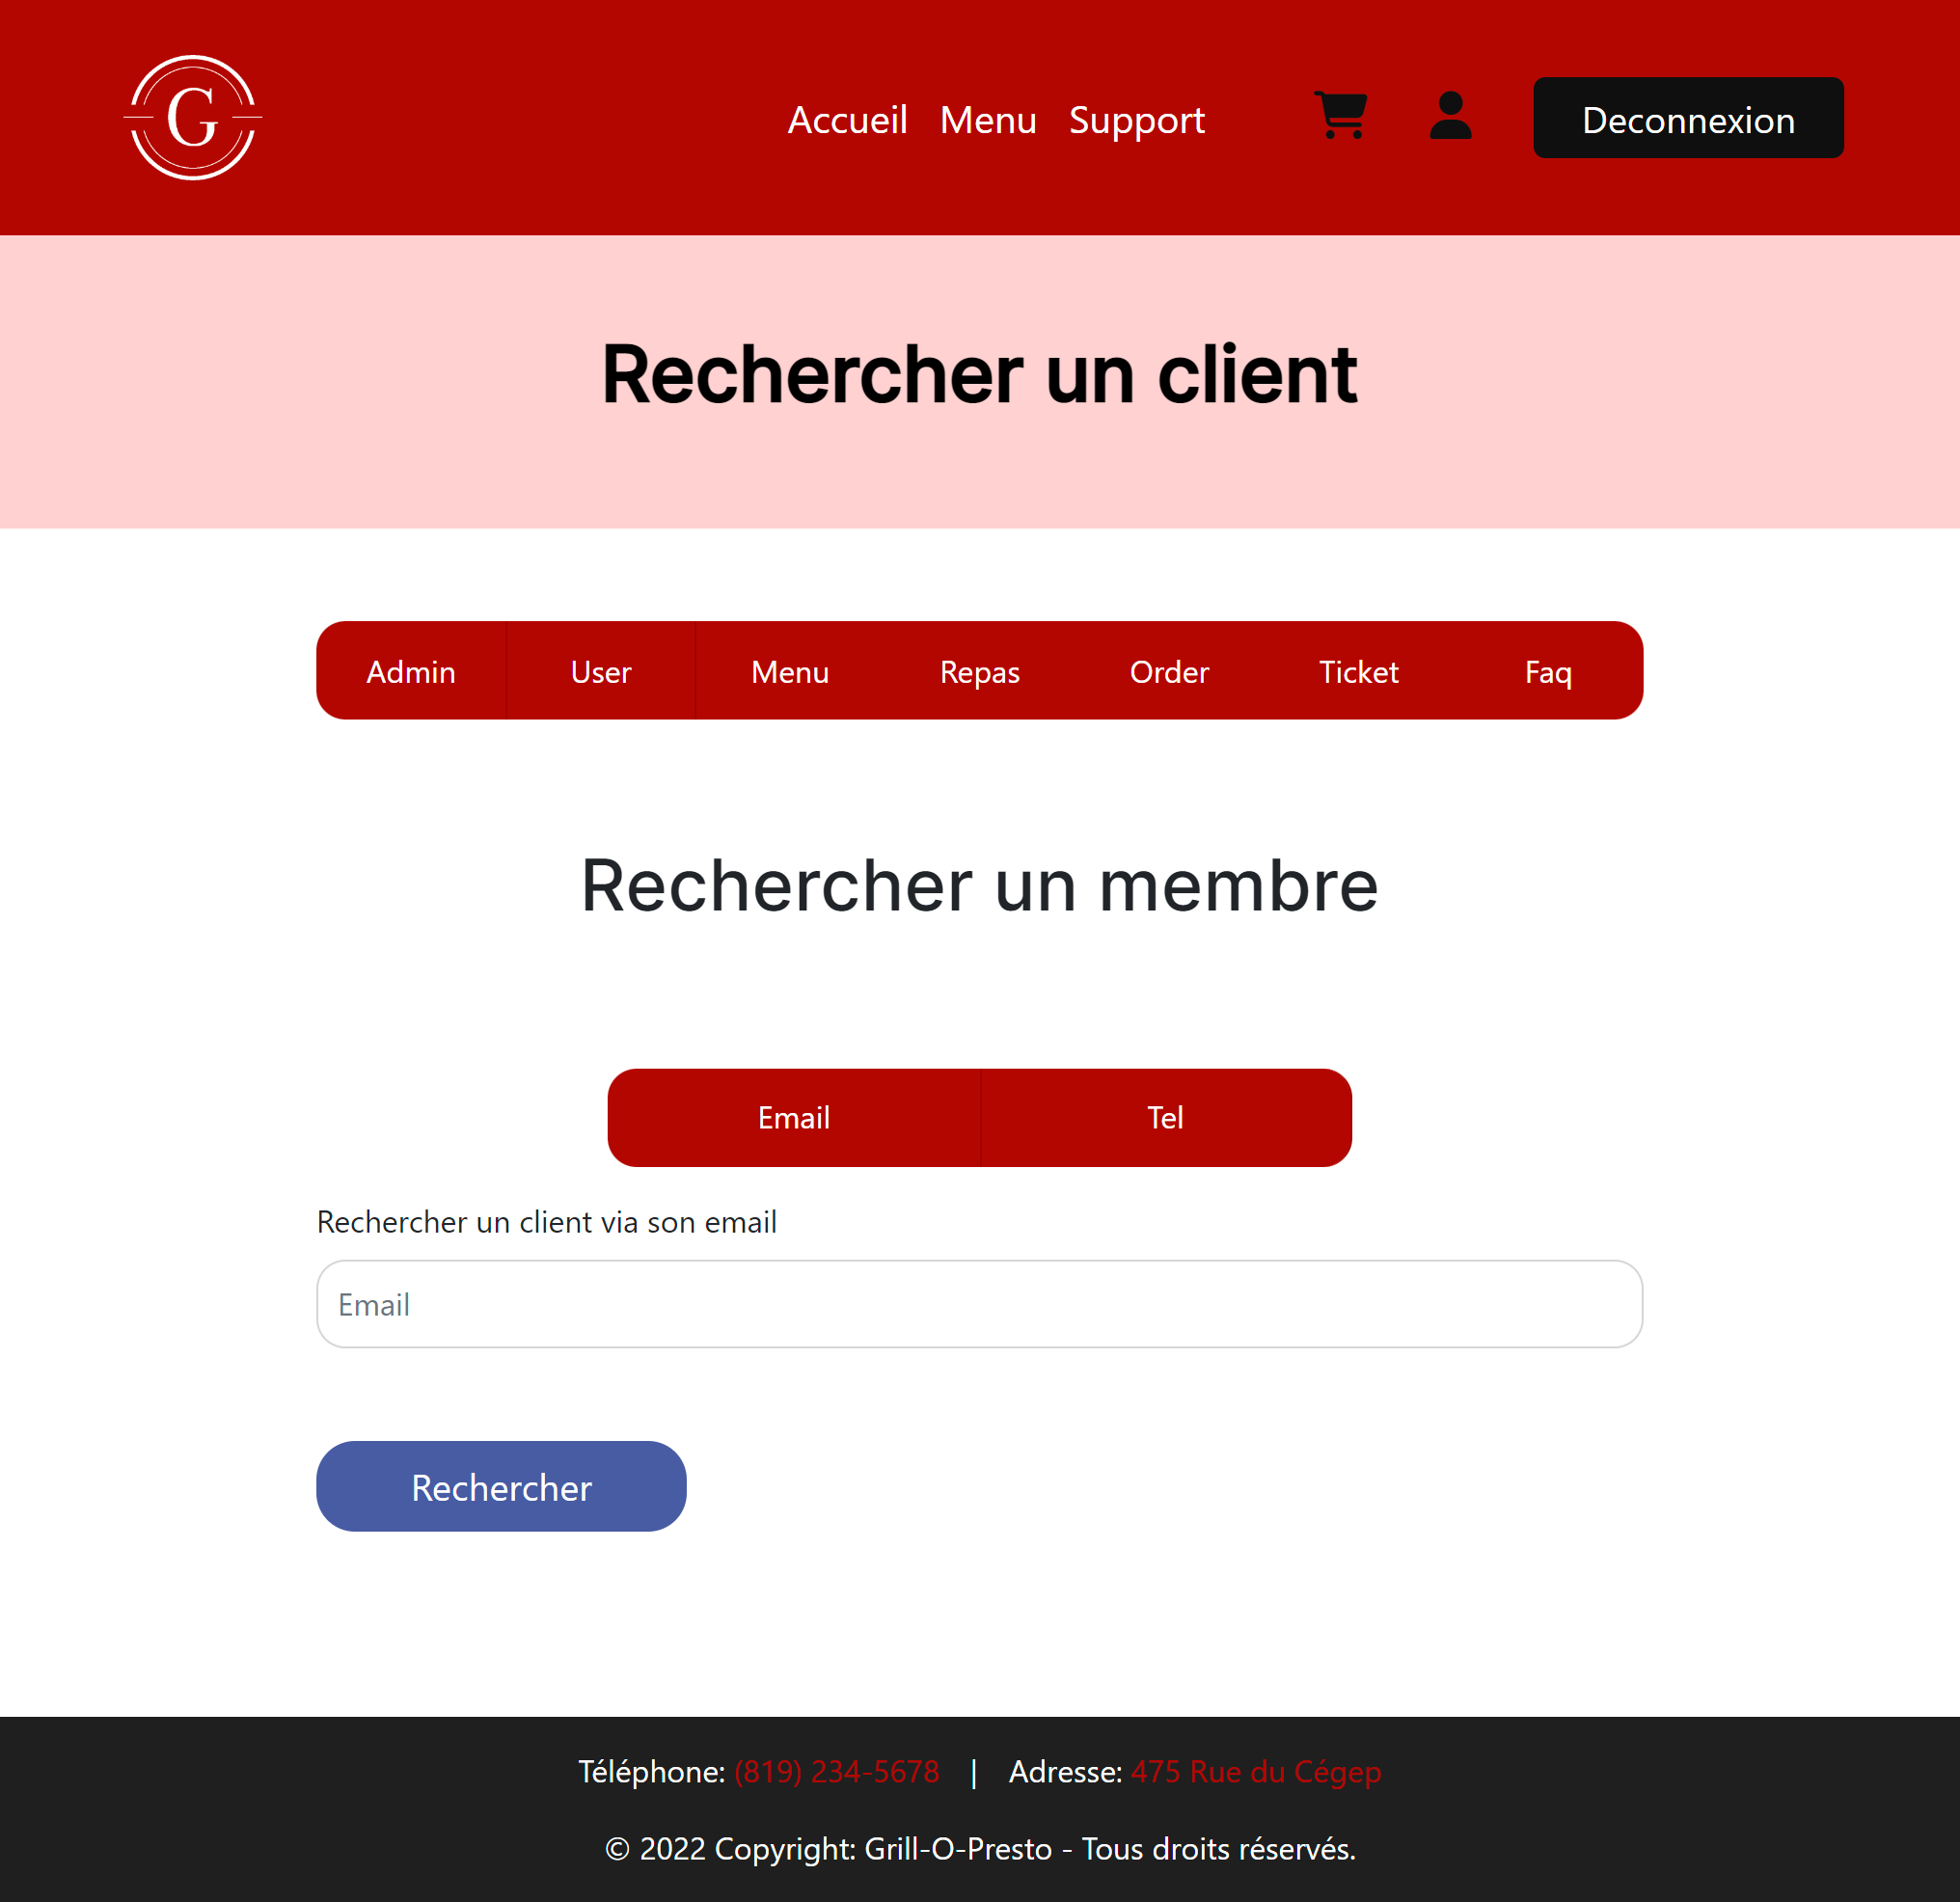 G
Accueil Menu Support Deconnexion
Rechercher un client
Admin User Menu Repas Order Ticket Faq
Rechercher un membre
Email Tel
Rechercher un client via son email
Email
Rechercher
Téléphone: (819) 234-5678 | Adresse: 475 Rue du Cégep
© 2022 Copyright: Grill-O-Presto - Tous droits réservés.